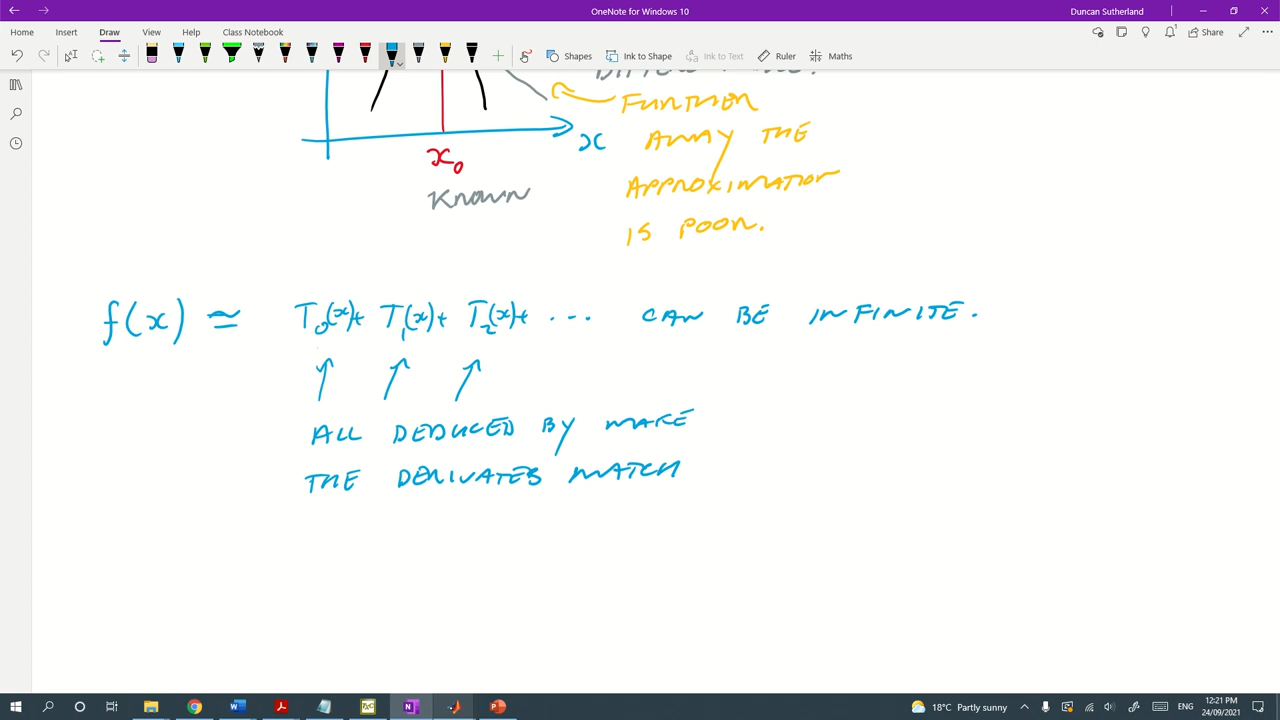 OneNote for Windows 10
Duncan Sutherland
Home Insert Draw View Help Class Notebook
Share
Shapes Ink to Shape Ink to Text Ruler Maths
FURTHER
x AWAY THE
x₀ APPROXIMATION
KNOWN IS POOR.
f(x) ≃ T₀(x)+ T₁(x)+ T₂(x)+ ... CAN BE INFINITE.
ALL DEDUCED BY MAKE
THE DERIVATES MATCH
18°C Partly sunny ENG 12:21 PM
24/09/2021